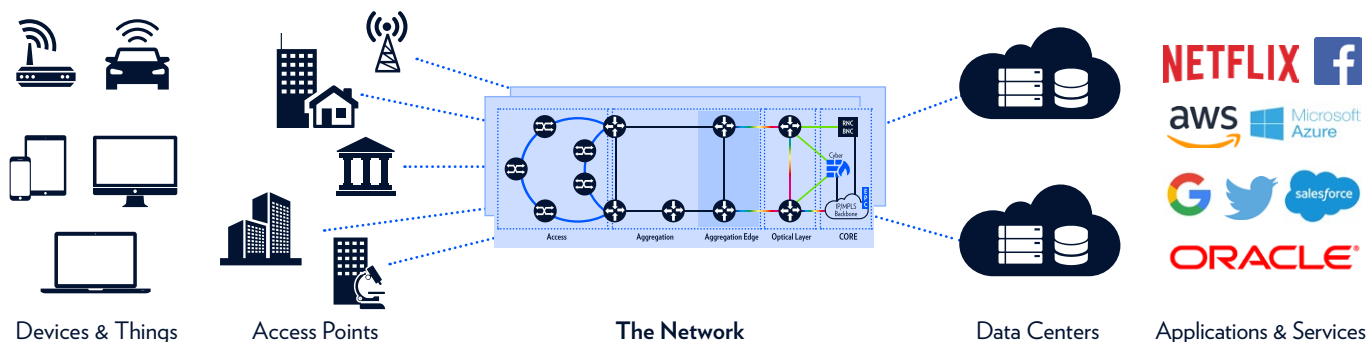 NETFLIX
f
aws
Microsoft
Azure
G
salesforce
ORACLE®
RNC
BNC
Cyber
EPC
IP/MPLS
Backbone
Access
Aggregation
Aggregation Edge
Optical Layer
CORE
Devices & Things
Access Points
The Network
Data Centers
Applications & Services